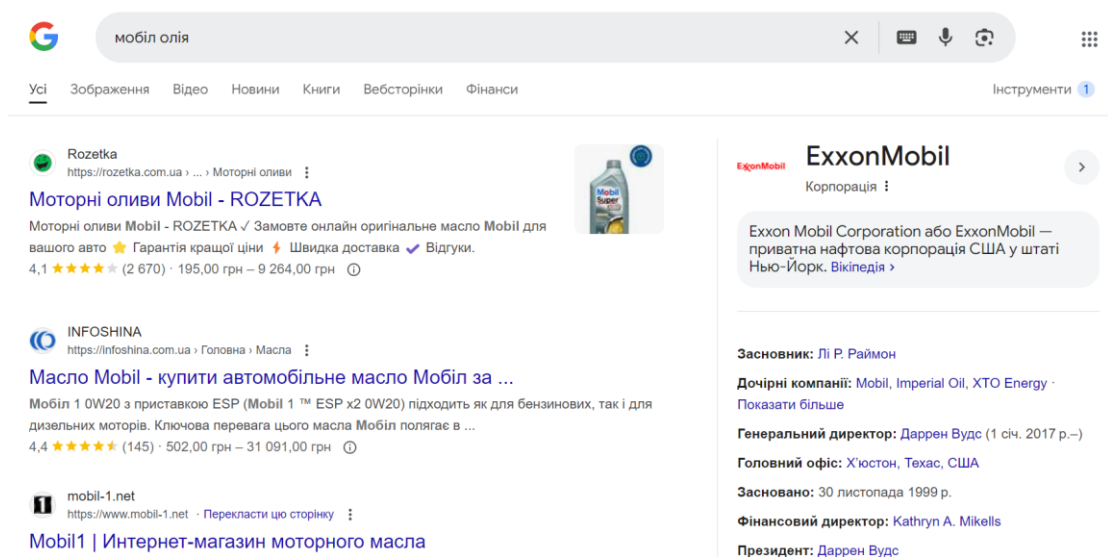 мобіл олія
Усі Зображення Відео Новини Книги Вебсторінки Фінанси Інструменти 1
Rozetka
https://rozetka.com.ua › ... › Моторні оливи
Моторні оливи Mobil - ROZETKA
Моторні оливи Mobil - ROZETKA ✓ Замовте онлайн оригінальне масло Mobil для
вашого авто ⭐ Гарантія кращої ціни ⚡ Швидка доставка ✔ Відгуки.
4,1 ★★★★★ (2 670) · 195,00 грн – 9 264,00 грн
Mobil
Super
INFOSHINA
https://infoshina.com.ua › Головна › Масла
Масло Mobil - купити автомобільне масло Мобіл за ...
Мобіл 1 0W20 з приставкою ESP (Mobil 1 ™ ESP x2 0W20) підходить як для бензинових, так і для
дизельних моторів. Ключова перевага цього масла Мобіл полягає в ...
4,4 ★★★★★ (145) · 502,00 грн – 31 091,00 грн
1
mobil-1.net
https://www.mobil-1.net · Перекласти цю сторінку
Mobil1 | Интернет-магазин моторного масла
ExxonMobil
ExxonMobil
Корпорація
Exxon Mobil Corporation або ExxonMobil —
приватна нафтова корпорація США у штаті
Нью-Йорк. Вікіпедія ›
Засновник: Лі Р. Раймон
Дочірні компанії: Mobil, Imperial Oil, XTO Energy ·
Показати більше
Генеральний директор: Даррен Вудс (1 січ. 2017 р.–)
Головний офіс: Х'юстон, Техас, США
Засновано: 30 листопада 1999 р.
Фінансовий директор: Kathryn A. Mikells
Президент: Даррен Вудс